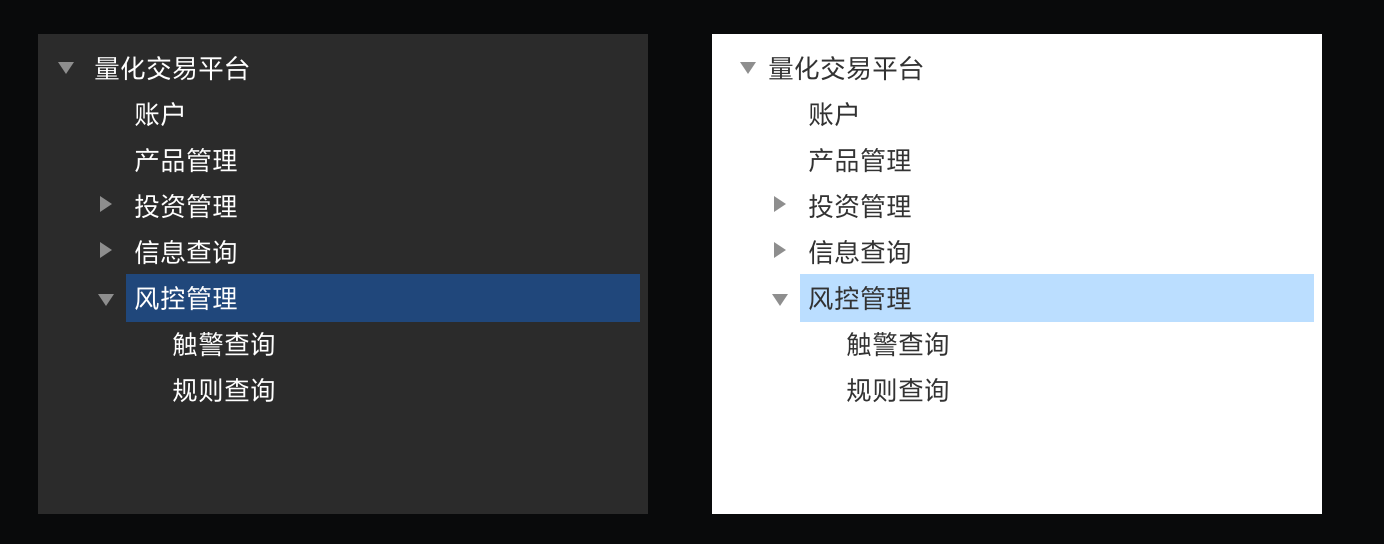 量化交易平台
账户
产品管理
投资管理
信息查询
风控管理
触警查询
规则查询
量化交易平台
账户
产品管理
投资管理
信息查询
风控管理
触警查询
规则查询